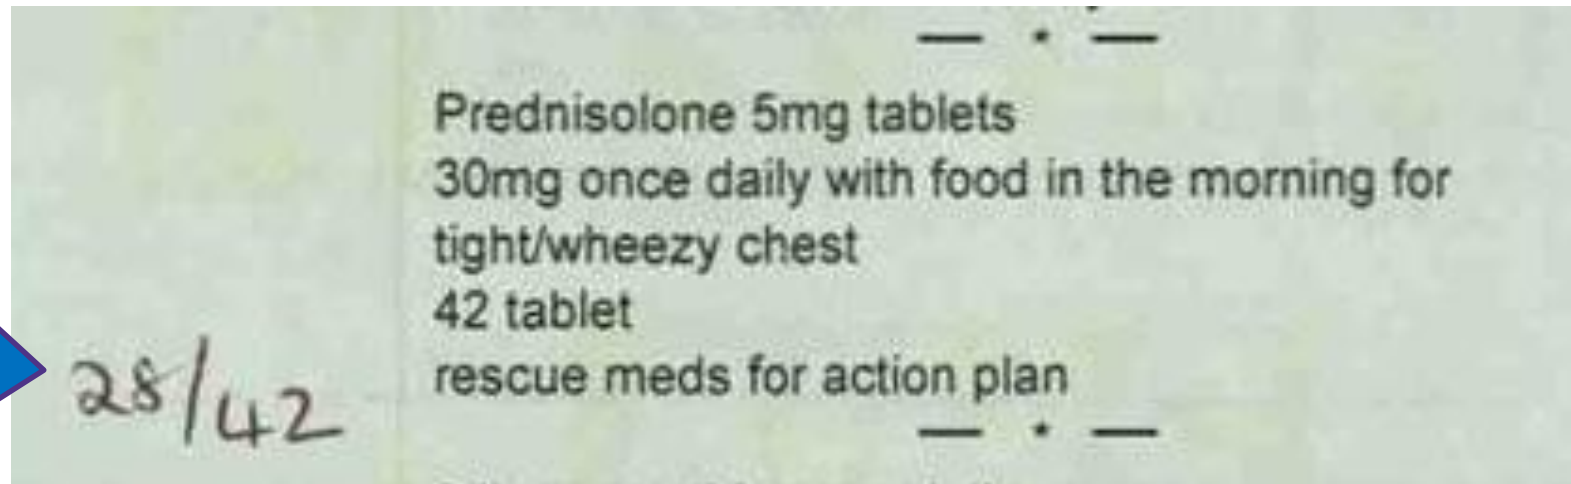 Prednisolone 5mg tablets
30mg once daily with food in the morning for
tight/wheezy chest
42 tablet
28/42
rescue meds for action plan